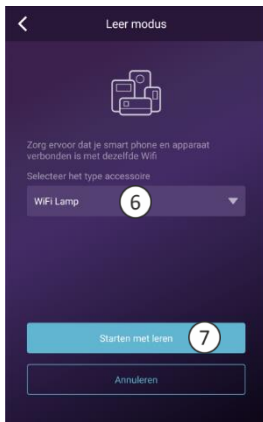 Leer modus
Zorg ervoor dat je smart phone en apparaat
verbonden is met dezelfde Wifi
Selecteer het type accessoire
WiFi Lamp 6
Starten met leren 7
Annuleren